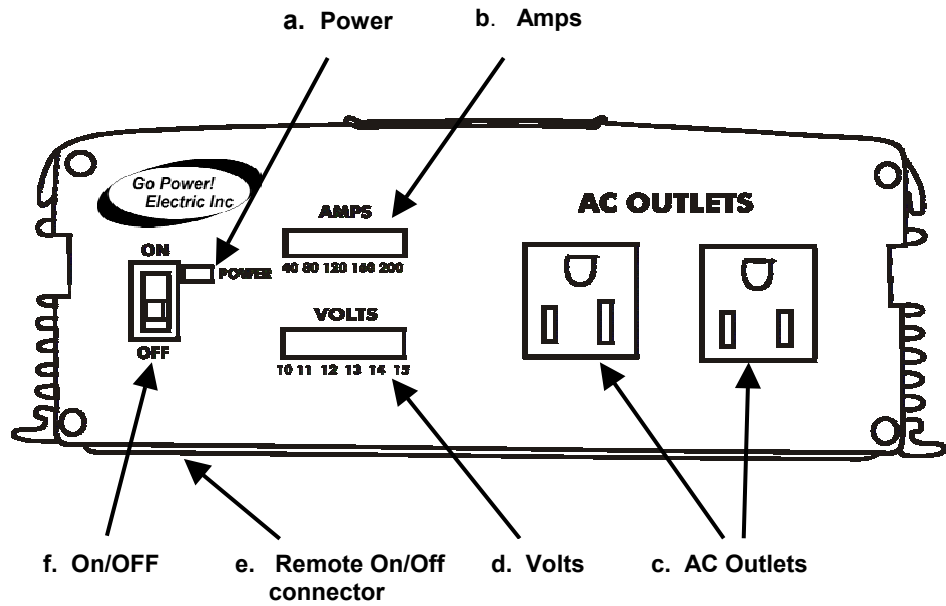 a. Power
b. Amps
Go Power!
Electric Inc
AMPS
AC OUTLETS
ON
40 80 120 160 200
POWER
VOLTS
OFF
10 11 12 13 14 15
f. On/OFF
e. Remote On/Off
connector
d. Volts
c. AC Outlets